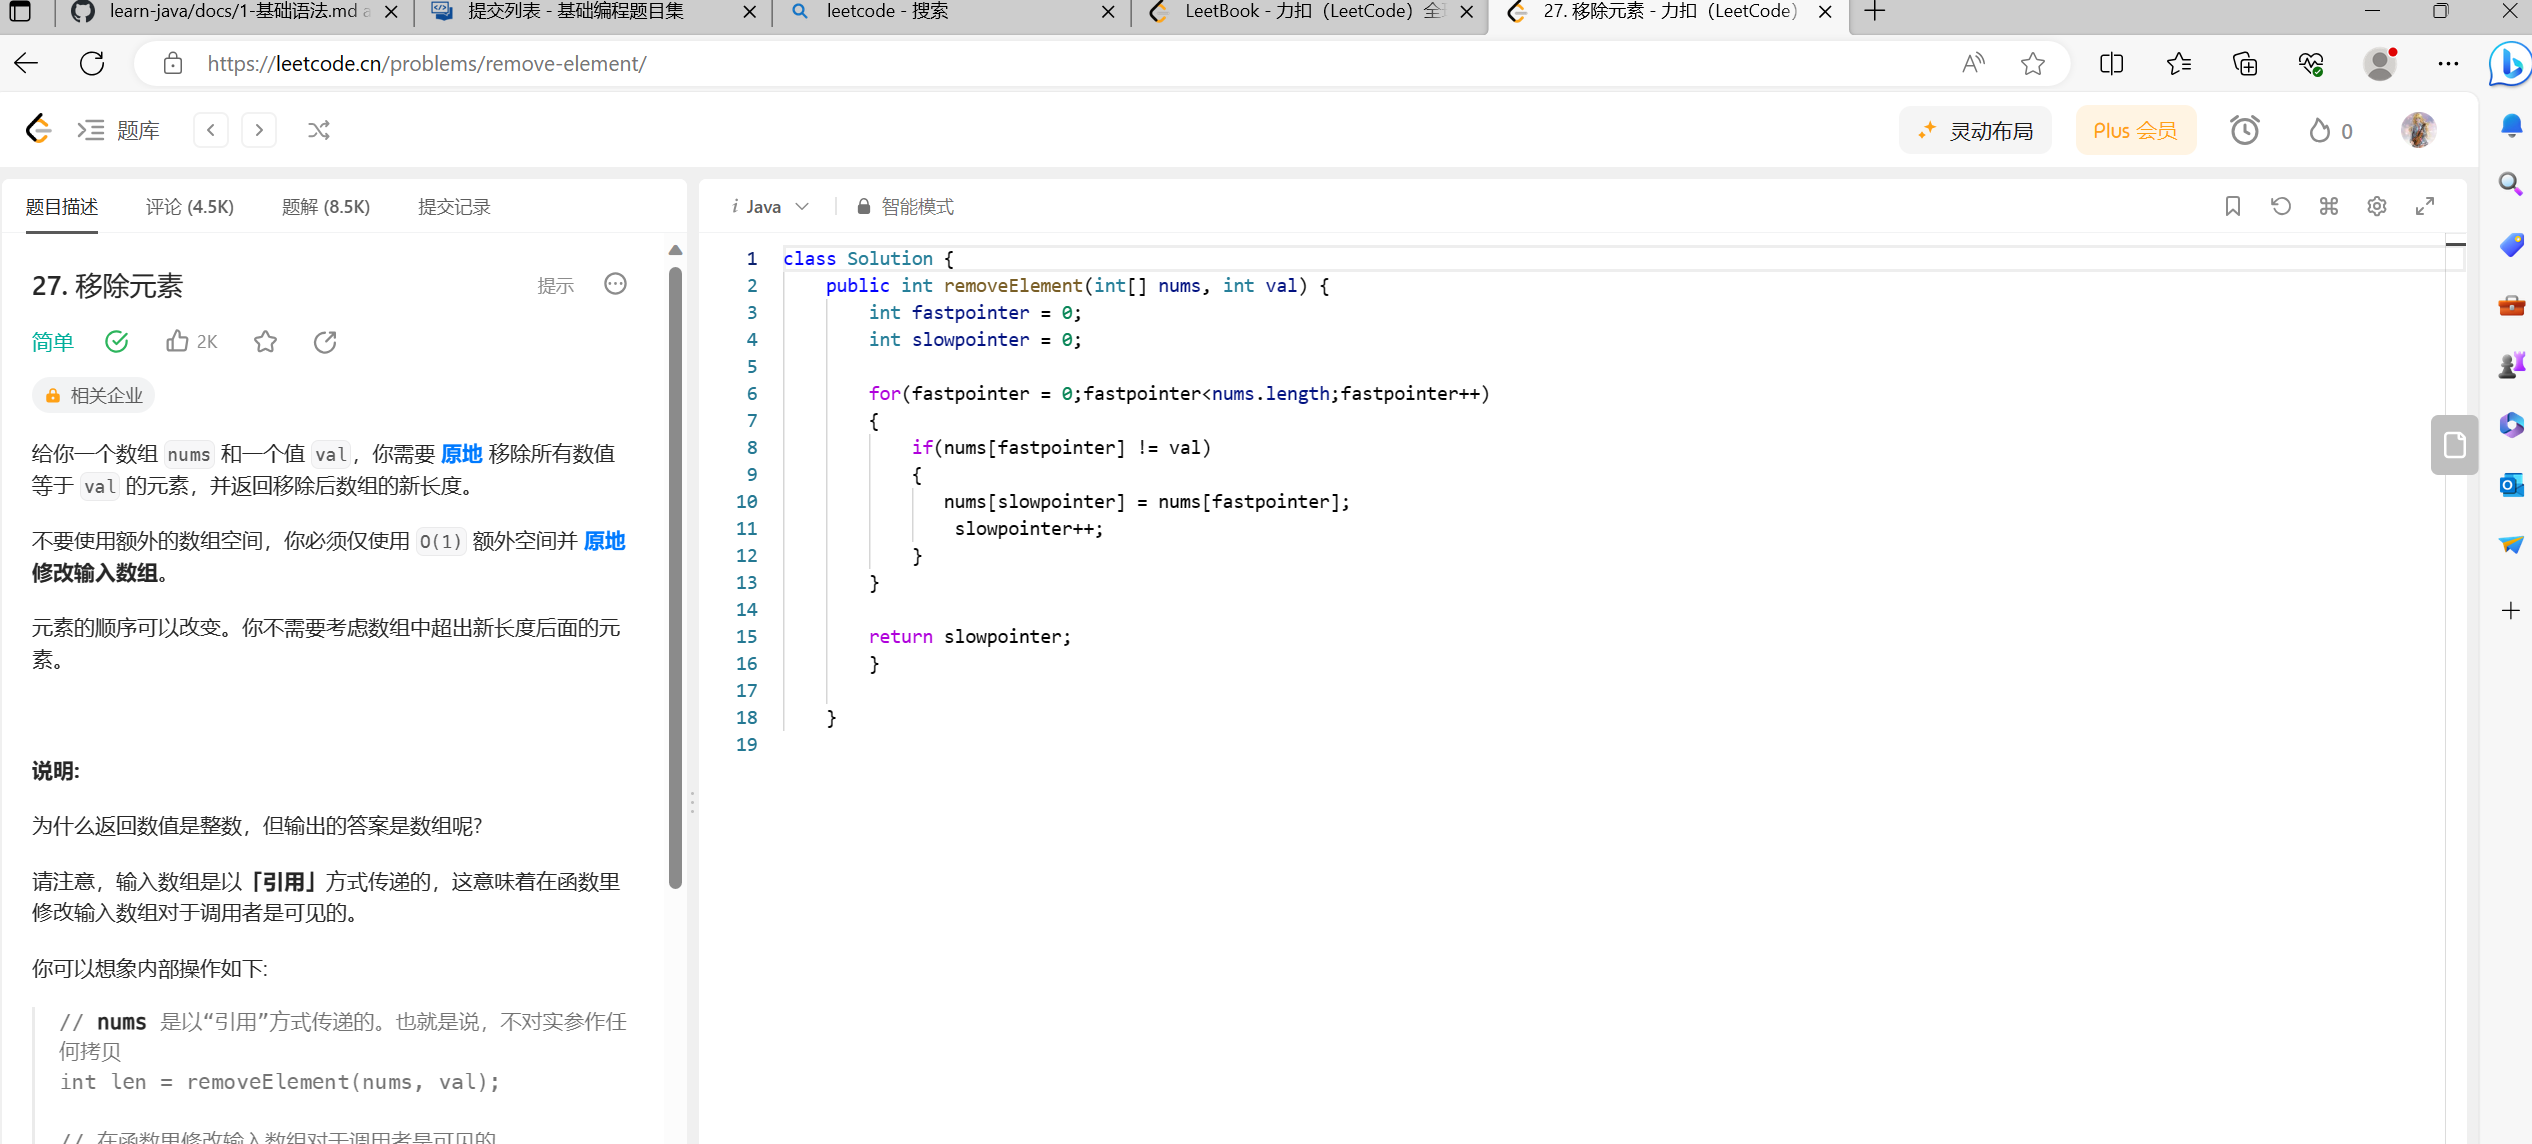 learn-java/docs/1-基础语法.md a
提交列表 - 基础编程题目集
leetcode - 搜索
LeetBook - 力扣（LeetCode）全
27. 移除元素 - 力扣（LeetCode）
https://leetcode.cn/problems/remove-element/
题库
灵动布局
Plus 会员
0
题目描述
评论 (4.5K)
题解 (8.5K)
提交记录
27. 移除元素
提示
简单
2K
相关企业
给你一个数组 nums 和一个值 val，你需要 原地 移除所有数值
等于 val 的元素，并返回移除后数组的新长度。
不要使用额外的数组空间，你必须仅使用 O(1) 额外空间并 原地
修改输入数组。
元素的顺序可以改变。你不需要考虑数组中超出新长度后面的元
素。
说明:
为什么返回数值是整数，但输出的答案是数组呢?
请注意，输入数组是以「引用」方式传递的，这意味着在函数里
修改输入数组对于调用者是可见的。
你可以想象内部操作如下:
// nums 是以“引用”方式传递的。也就是说，不对实参作任
何拷贝
int len = removeElement(nums, val);
// 在函数里修改输入数组对于调用者是可见的
i Java
智能模式
1 class Solution {
2 public int removeElement(int[] nums, int val) {
3 int fastpointer = 0;
4 int slowpointer = 0;
5
6 for(fastpointer = 0;fastpointer<nums.length;fastpointer++)
7 {
8 if(nums[fastpointer] != val)
9 {
10 nums[slowpointer] = nums[fastpointer];
11 slowpointer++;
12 }
13 }
14
15 return slowpointer;
16 }
17
18 }
19